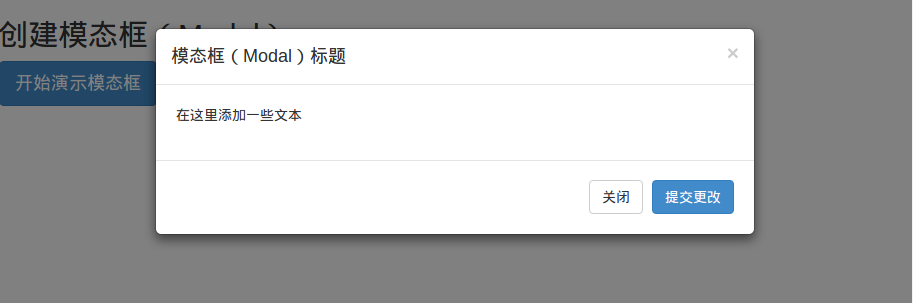 创建模态框（Modal）
模态框（Modal）标题
×
开始演示模态框
在这里添加一些文本
关闭
提交更改